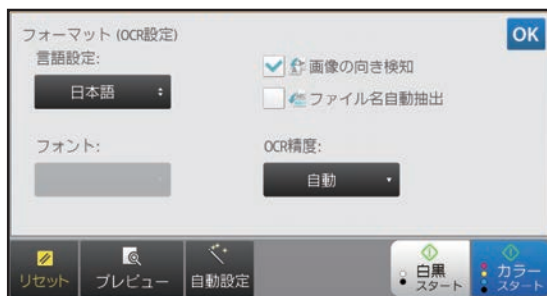 フォーマット (OCR設定)
OK
言語設定:
日本語
画像の向き検知
ファイル名自動抽出
フォント:
OCR精度:
自動
リセット
プレビュー
自動設定
白黒
スタート
カラー
スタート